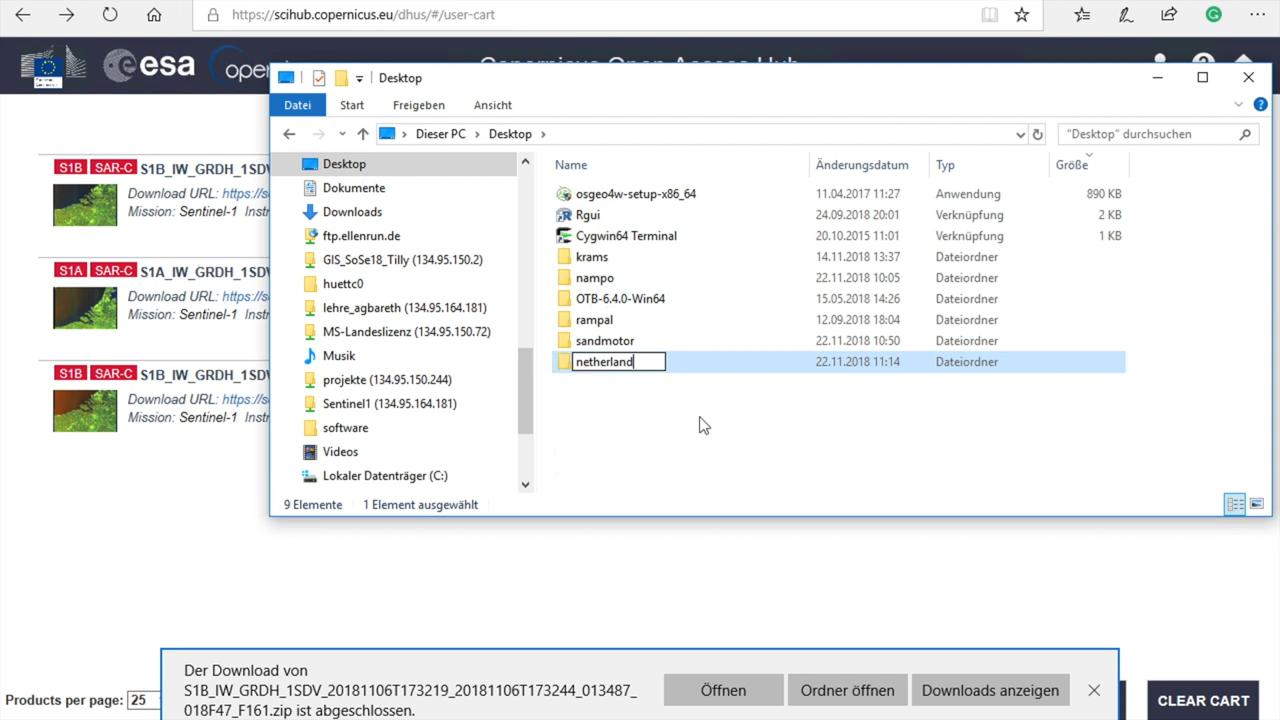 https://scihub.copernicus.eu/dhus/#/user-cart
esa
Desktop
Datei
Start
Freigeben
Ansicht
Dieser PC
Desktop
"Desktop" durchsuchen
Desktop
Dokumente
Downloads
ftp.ellenrun.de
GIS_SoSe18_Tilly (134.95.150.2)
huettc0
lehre_agbareth (134.95.164.181)
MS-Landeslizenz (134.95.150.72)
Musik
projekte (134.95.150.244)
Sentinel1 (134.95.164.181)
software
Videos
Lokaler Datenträger (C:)
Name Änderungsdatum Typ Größe
osgeo4w-setup-x86_64 11.04.2017 11:27 Anwendung 890 KB
Rgui 24.09.2018 20:01 Verknüpfung 2 KB
Cygwin64 Terminal 20.10.2015 11:01 Verknüpfung 1 KB
krams 14.11.2018 13:37 Dateiordner
nampo 22.11.2018 10:05 Dateiordner
OTB-6.4.0-Win64 15.05.2018 14:26 Dateiordner
rampal 12.09.2018 18:04 Dateiordner
sandmotor 22.11.2018 10:50 Dateiordner
netherland 22.11.2018 11:14 Dateiordner
9 Elemente 1 Element ausgewählt
S1B SAR-C S1B_IW_GRDH_1SDV
Download URL: https://s
Mission: Sentinel-1 Instr
S1A SAR-C S1A_IW_GRDH_1SDV
Download URL: https://s
Mission: Sentinel-1 Instr
S1B SAR-C S1B_IW_GRDH_1SDV
Download URL: https://s
Mission: Sentinel-1 Instr
Products per page: 25
CLEAR CART
Der Download von
S1B_IW_GRDH_1SDV_20181106T173219_20181106T173244_013487_
018F47_F161.zip ist abgeschlossen.
Öffnen
Ordner öffnen
Downloads anzeigen